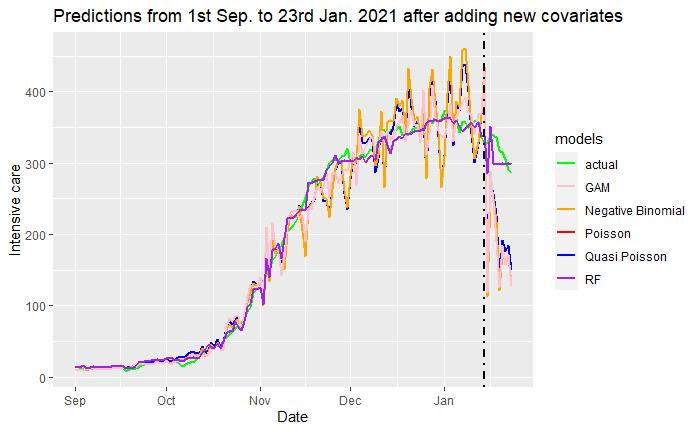 Predictions from 1st Sep. to 23rd Jan. 2021 after adding new covariates
400
300
200
100
0
Intensive care
Sep
Oct
Nov
Dec
Jan
Date
models
actual
GAM
Negative Binomial
Poisson
Quasi Poisson
RF